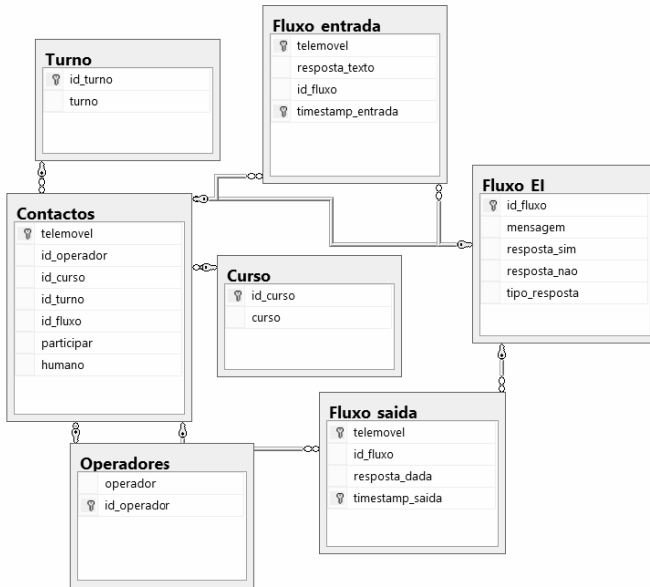 Fluxo entrada
telemovel
resposta_texto
id_fluxo
timestamp_entrada
Turno
id_turno
turno
Fluxo EI
id_fluxo
mensagem
resposta_sim
resposta_nao
tipo_resposta
Contactos
telemovel
id_operador
id_curso
id_turno
id_fluxo
participar
humano
Curso
id_curso
curso
Fluxo saida
telemovel
id_fluxo
resposta_dada
timestamp_saida
Operadores
operador
id_operador